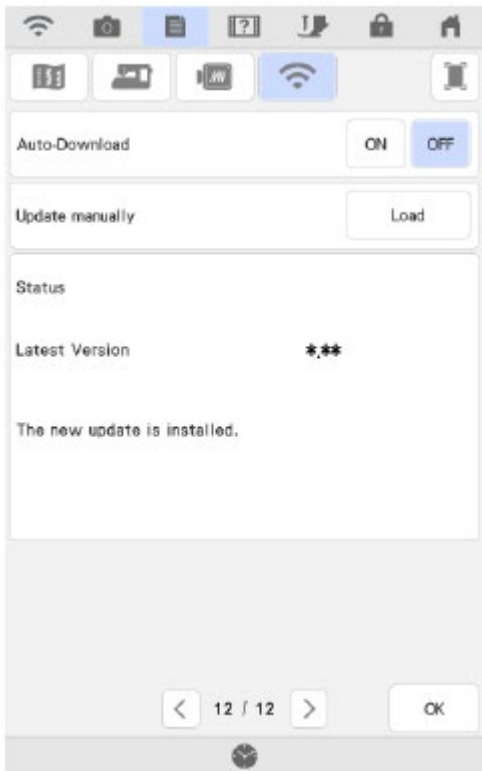 Auto-Download ON OFF
Update manually Load
Status
Latest Version *.**
The new update is installed.
12 / 12 OK